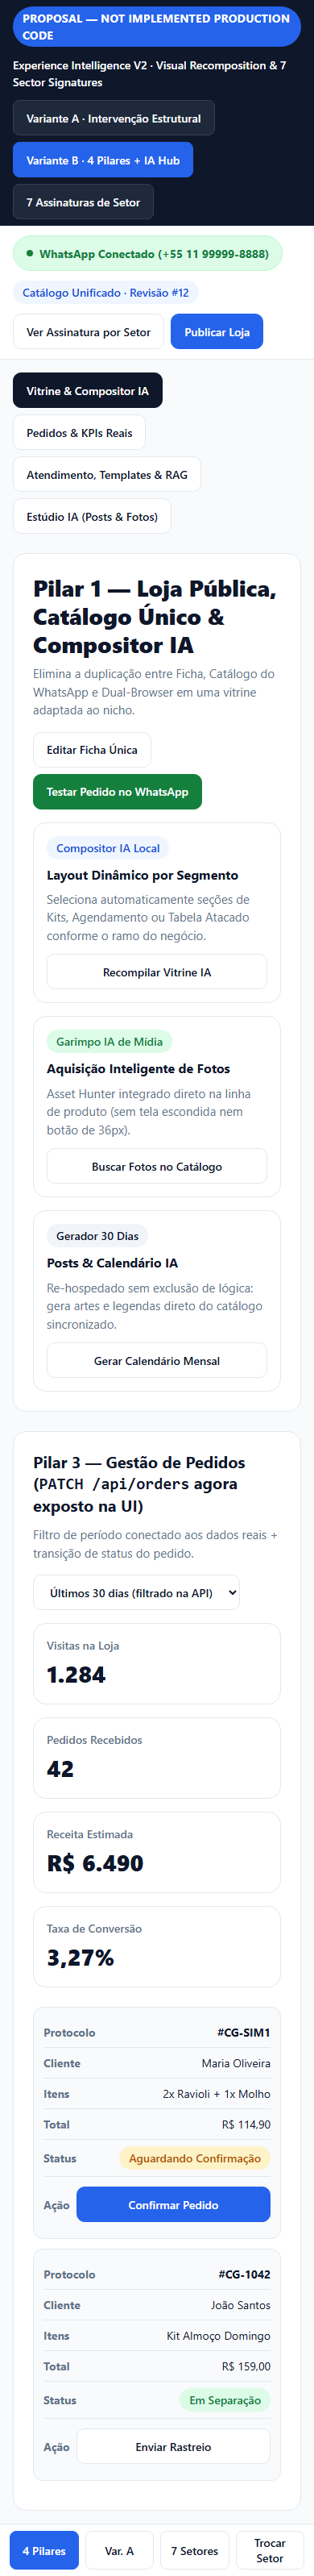 PROPOSAL — NOT IMPLEMENTED PRODUCTION
CODE
Experience Intelligence V2 · Visual Recomposition & 7
Sector Signatures
Variante A · Intervenção Estrutural
Variante B · 4 Pilares + IA Hub
7 Assinaturas de Setor
WhatsApp Conectado (+55 11 99999-8888)
Catálogo Unificado · Revisão #12
Ver Assinatura por Setor
Publicar Loja
Vitrine & Compositor IA
Pedidos & KPIs Reais
Atendimento, Templates & RAG
Estúdio IA (Posts & Fotos)
Pilar 1 — Loja Pública,
Catálogo Único &
Compositor IA
Elimina a duplicação entre Ficha, Catálogo do
WhatsApp e Dual-Browser em uma vitrine
adaptada ao nicho.
Editar Ficha Única
Testar Pedido no WhatsApp
Compositor IA Local
Layout Dinâmico por Segmento
Seleciona automaticamente seções de
Kits, Agendamento ou Tabela Atacado
conforme o ramo do negócio.
Recompilar Vitrine IA
Garimpo IA de Mídia
Aquisição Inteligente de Fotos
Asset Hunter integrado direto na linha
de produto (sem tela escondida nem
botão de 36px).
Buscar Fotos no Catálogo
Gerador 30 Dias
Posts & Calendário IA
Re-hospedado sem exclusão de lógica:
gera artes e legendas direto do catálogo
sincronizado.
Gerar Calendário Mensal
Pilar 3 — Gestão de Pedidos
(PATCH /api/orders agora
exposto na UI)
Filtro de período conectado aos dados reais +
transição de status do pedido.
Últimos 30 dias (filtrado na API)
Visitas na Loja
1.284
Pedidos Recebidos
42
Receita Estimada
R$ 6.490
Taxa de Conversão
3,27%
Protocolo #CG-SIM1
Cliente Maria Oliveira
Itens 2x Ravioli + 1x Molho
Total R$ 114,90
Status Aguardando Confirmação
Ação Confirmar Pedido
Protocolo #CG-1042
Cliente João Santos
Itens Kit Almoço Domingo
Total R$ 159,00
Status Em Separação
Ação Enviar Rastreio
4 Pilares
Var. A
7 Setores
Trocar
Setor